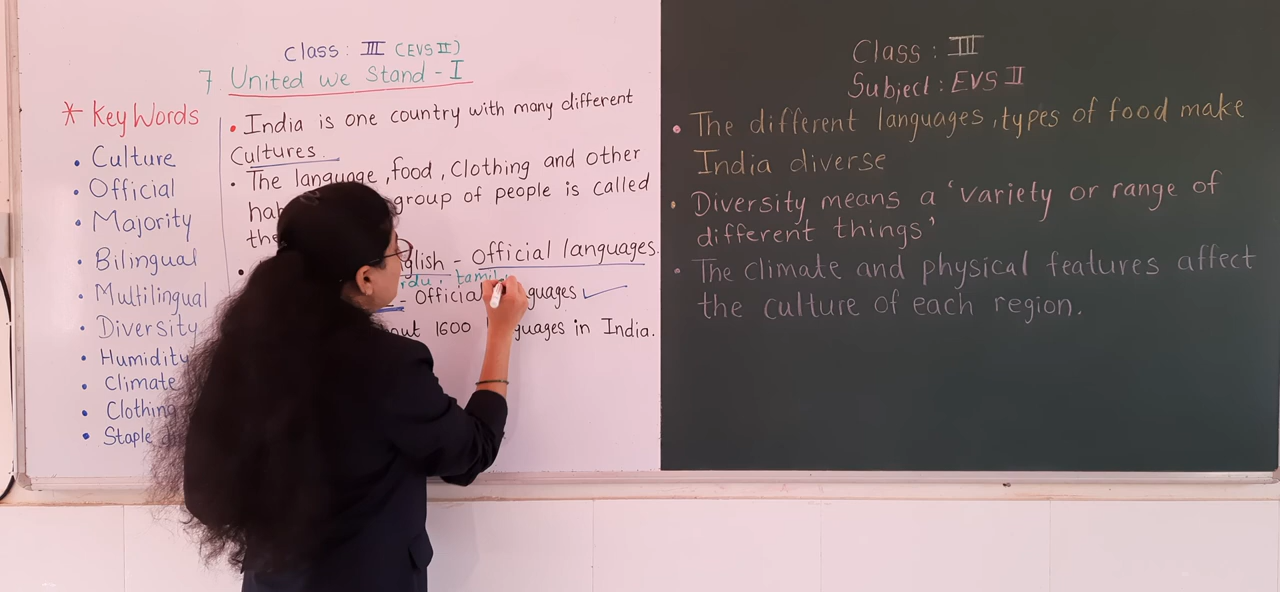 Class : III (EVS II)
7. United we Stand - I
* Key Words
• Culture
• Official
• Majority
• Bilingual
• Multilingual
• Diversity
• Humidity
• Climate
• Clothing
• Staple
• India is one country with many different
Cultures.
• The language, food, Clothing and other
group of people is called
- Official languages.
tamil
- Official
1600
in India.
Class : III
Subject : EVS II
• The different languages, types of food make
India diverse
• Diversity means a 'variety or range of
different things'
• The Climate and physical features affect
the culture of each region.